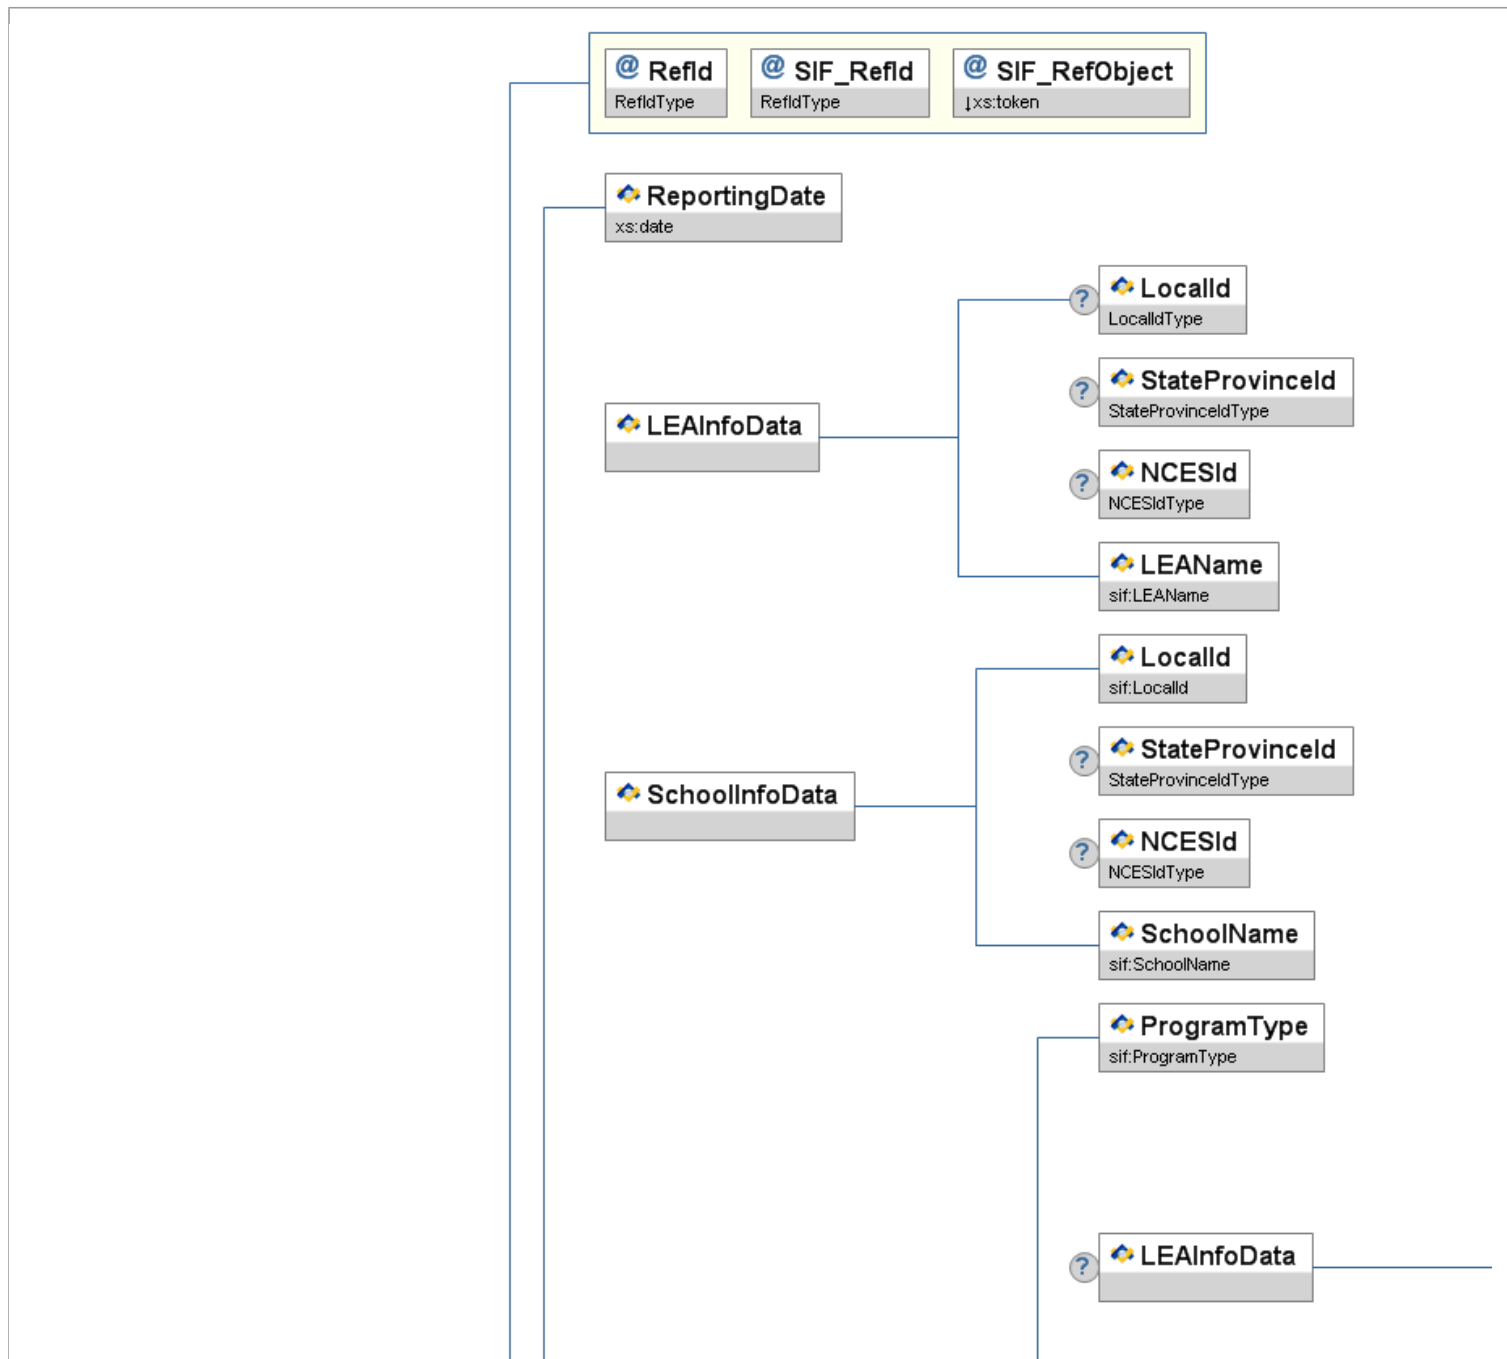 @ RefId @ SIF_RefId @ SIF_RefObject
RefIdType RefIdType ↓xs:token
ReportingDate
xs:date
? LocalId
LocalIdType
? StateProvinceId
StateProvinceIdType
LEAInfoData
? NCESId
NCESIdType
LEAName
sif:LEAName
LocalId
sif:LocalId
? StateProvinceId
StateProvinceIdType
SchoolInfoData
? NCESId
NCESIdType
SchoolName
sif:SchoolName
ProgramType
sif:ProgramType
? LEAInfoData